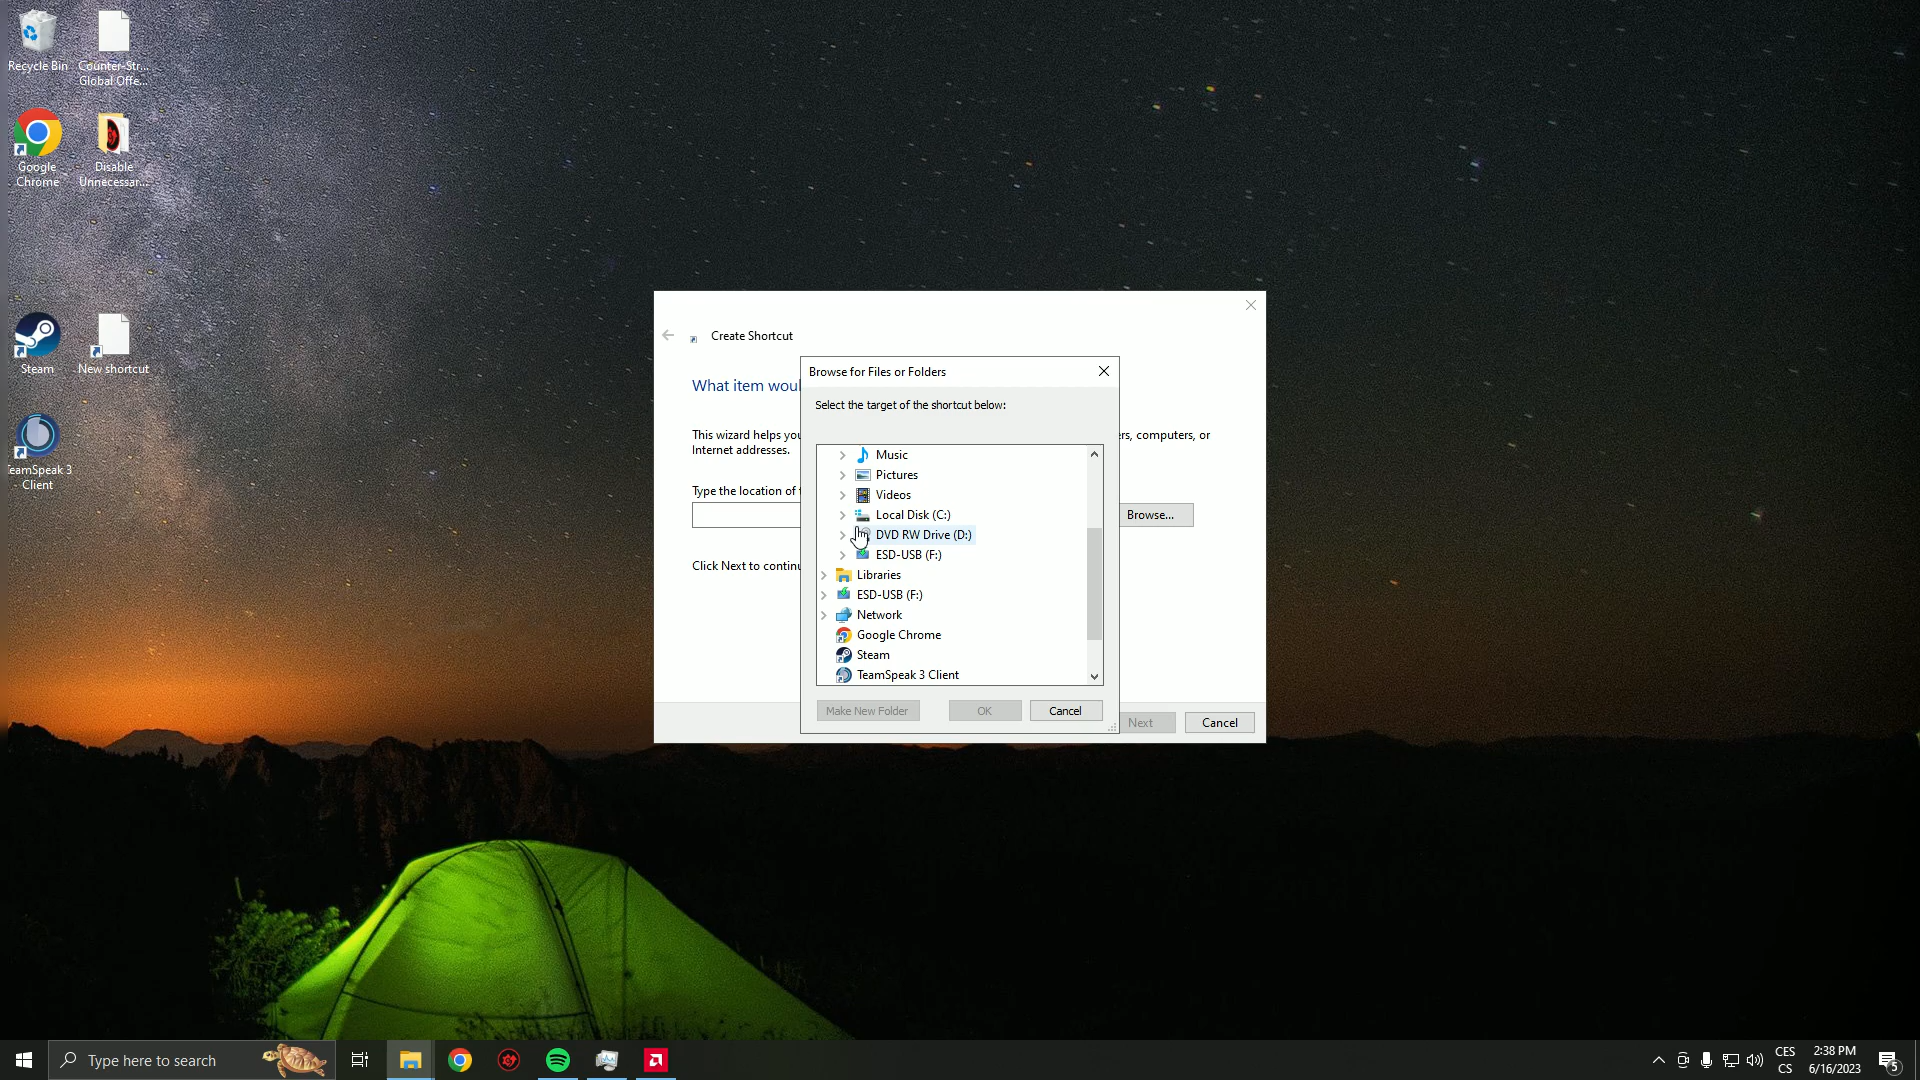 Recycle Bin
Counter-Str...
Global Offe...
Google
Chrome
Disable
Unnecessar...
Steam
New shortcut
eamSpeak 3
Client
Create Shortcut
What item woul
This wizard helps you
rs, computers, or
Internet addresses.
Type the location of t
Browse...
Click Next to continu
Next
Cancel
Browse for Files or Folders
Select the target of the shortcut below:
Music
Pictures
Videos
Local Disk (C:)
DVD RW Drive (D:)
ESD-USB (F:)
Libraries
ESD-USB (F:)
Network
Google Chrome
Steam
TeamSpeak 3 Client
Make New Folder
OK
Cancel
Type here to search
CES
CS
2:38 PM
6/16/2023
5